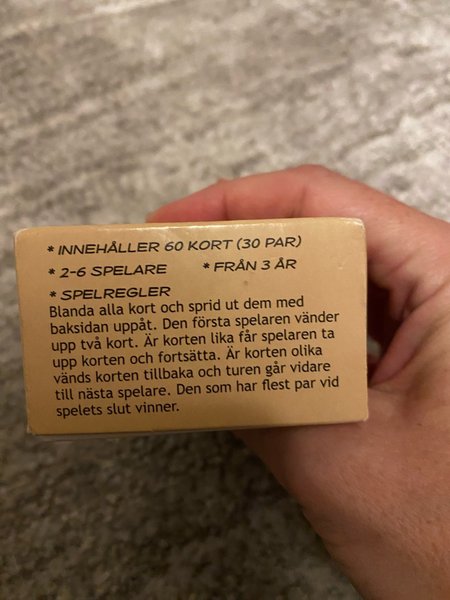 * INNEHÅLLER 60 KORT (30 PAR)
* 2-6 SPELARE * FRÅN 3 ÅR
* SPELREGLER
Blanda alla kort och sprid ut dem med
baksidan uppåt. Den första spelaren vänder
upp två kort. Är korten lika får spelaren ta
upp korten och fortsätta. Är korten olika
vänds korten tillbaka och turen går vidare
till nästa spelare. Den som har flest par vid
spelets slut vinner.